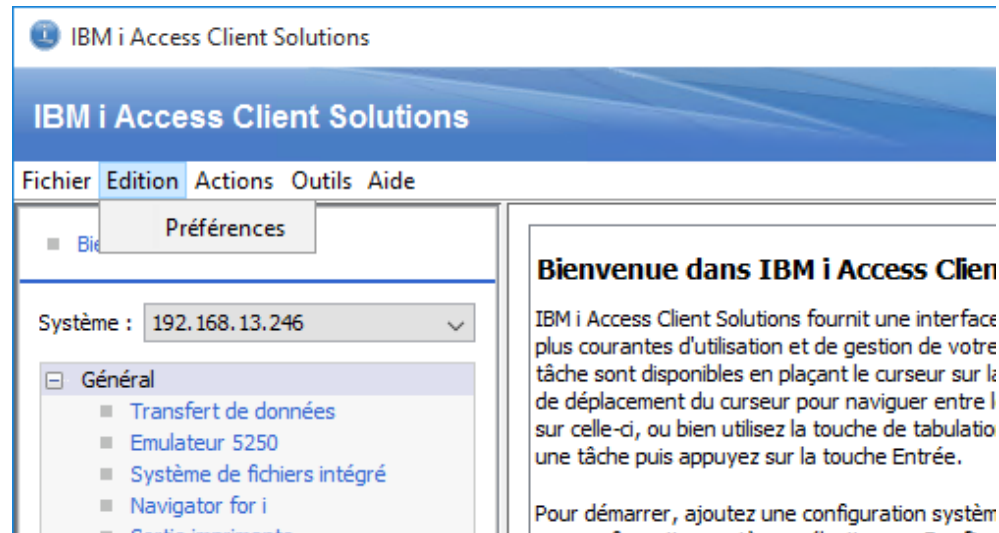 IBM i Access Client Solutions
IBM i Access Client Solutions
Fichier Edition Actions Outils Aide
Préférences
Bie
Système : 192.168.13.246
Général
Transfert de données
Emulateur 5250
Système de fichiers intégré
Navigator for i
Bienvenue dans IBM i Access Clien
IBM i Access Client Solutions fournit une interface
plus courantes d'utilisation et de gestion de votre
tâche sont disponibles en plaçant le curseur sur la
de déplacement du curseur pour naviguer entre l
sur celle-ci, ou bien utilisez la touche de tabulation
une tâche puis appuyez sur la touche Entrée.
Pour démarrer, ajoutez une configuration systèm